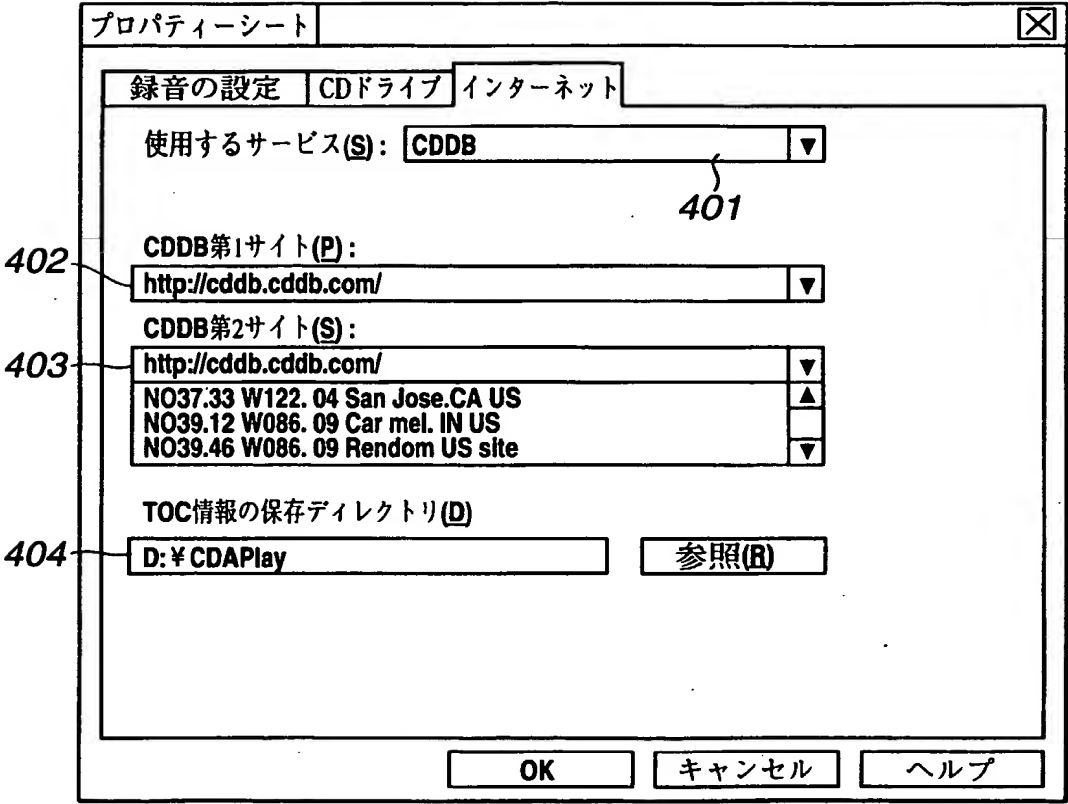 プロパティーシート
録音の設定 CDドライブ インターネット
使用するサービス(S): CDDB ▼
401
CDDB第1サイト(P):
402 http://cddb.cddb.com/ ▼
CDDB第2サイト(S):
403 http://cddb.cddb.com/ ▼
NO37.33 W122. 04 San Jose.CA US ▲
NO39.12 W086. 09 Car mel. IN US
NO39.46 W086. 09 Rendom US site ▼
TOC情報の保存ディレクトリ(D)
404 D:¥CDAPlay 参照(R)
OK キャンセル ヘルプ